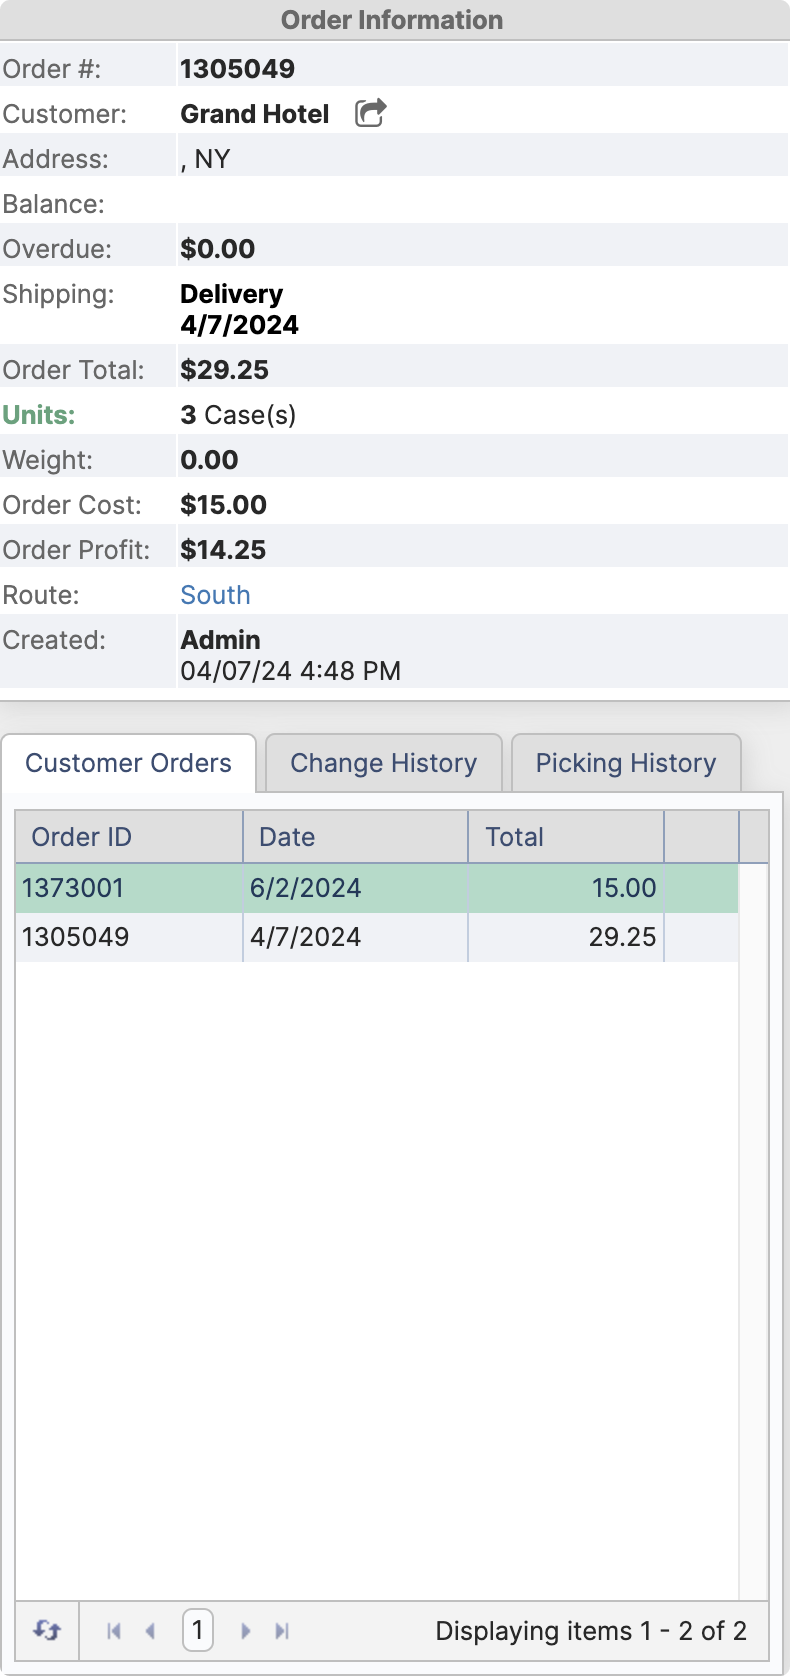 Order Information
Order #: 1305049
Customer: Grand Hotel
Address: , NY
Balance:
Overdue: $0.00
Shipping: Delivery
4/7/2024
Order Total: $29.25
Units: 3 Case(s)
Weight: 0.00
Order Cost: $15.00
Order Profit: $14.25
Route: South
Created: Admin
04/07/24 4:48 PM
Customer Orders Change History Picking History
Order ID Date Total
1373001 6/2/2024 15.00
1305049 4/7/2024 29.25
1 Displaying items 1 - 2 of 2